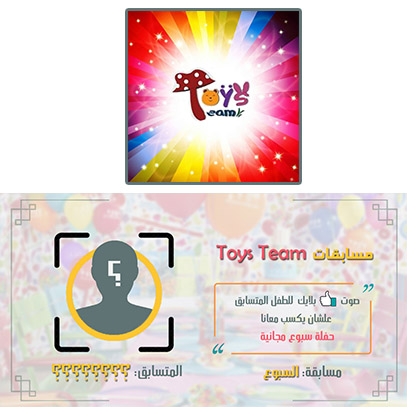 Toys
Team
مسابقات Toys Team
صوت بلايك للطفل المتسابق
علشان يكسب معانا
حفلة سبوع مجانية
مسابقة: السبوع
المتسابق: ؟؟؟؟؟؟؟؟
؟